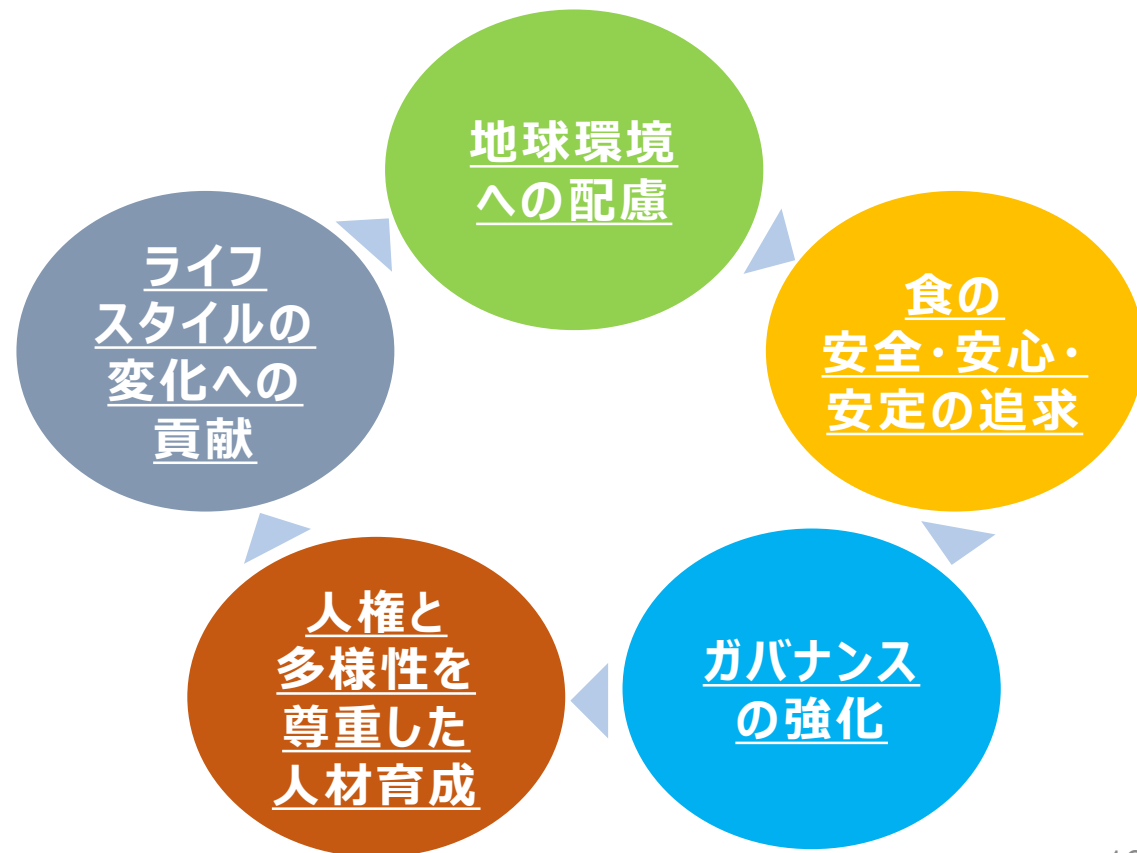 地球環境
への配慮
食の
安全・安心・
安定の追求
ガバナンス
の強化
人権と
多様性を
尊重した
人材育成
ライフ
スタイルの
変化への
貢献